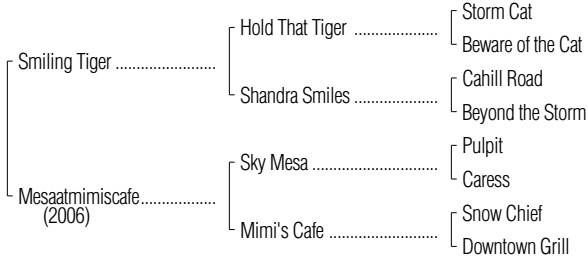 Storm Cat
Hold That Tiger ..................
Beware of the Cat
Smiling Tiger ......................
Cahill Road
Shandra Smiles ..................
Beyond the Storm
Pulpit
Sky Mesa ...........................
Caress
Mesaatmimiscafe.................
(2006)
Snow Chief
Mimi's Cafe .......................
Downtown Grill